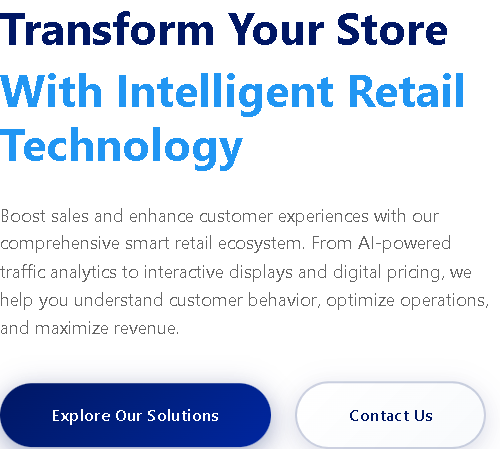 Transform Your Store
With Intelligent Retail
Technology
Boost sales and enhance customer experiences with our
comprehensive smart retail ecosystem. From AI-powered
traffic analytics to interactive displays and digital pricing, we
help you understand customer behavior, optimize operations,
and maximize revenue.
Explore Our Solutions
Contact Us